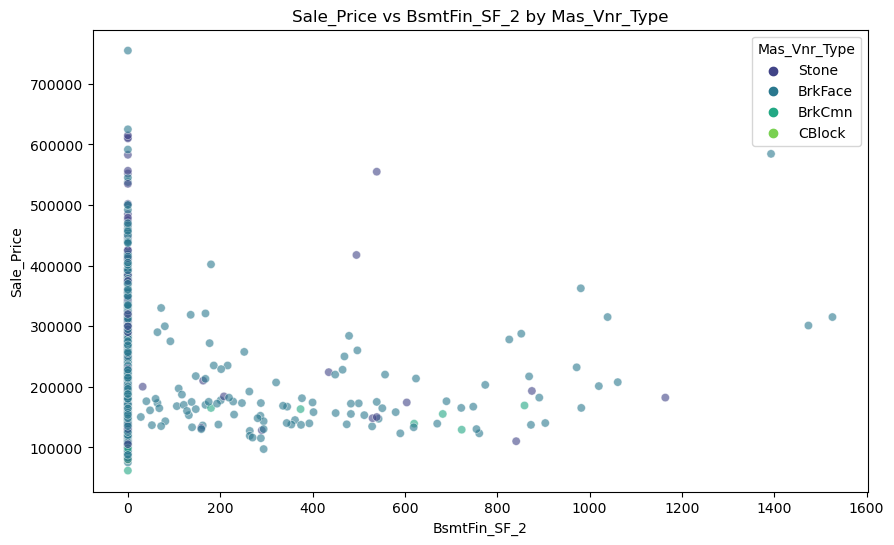 Sale_Price vs BsmtFin_SF_2 by Mas_Vnr_Type
Mas_Vnr_Type
Stone
BrkFace
BrkCmn
CBlock
Sale_Price
700000
600000
500000
400000
300000
200000
100000
0 200 400 600 800 1000 1200 1400 1600
BsmtFin_SF_2